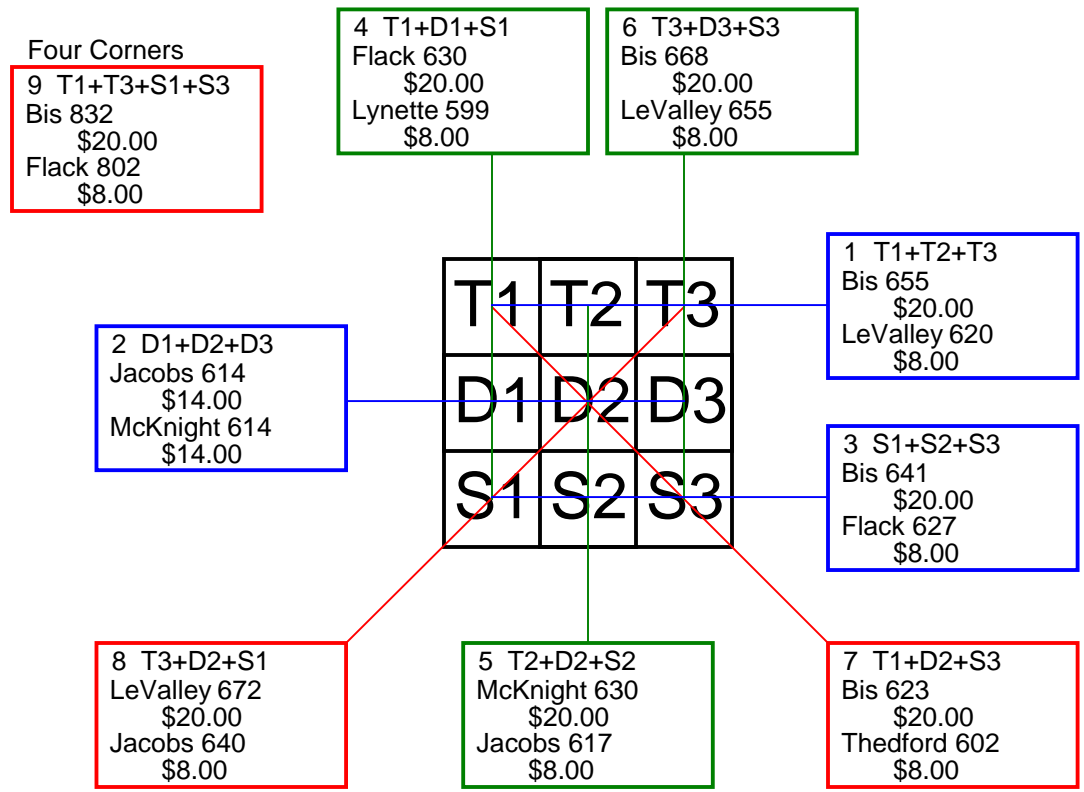 Four Corners
9 T1+T3+S1+S3
Bis 832
$20.00
Flack 802
$8.00
4 T1+D1+S1
Flack 630
$20.00
Lynette 599
$8.00
6 T3+D3+S3
Bis 668
$20.00
LeValley 655
$8.00
1 T1+T2+T3
Bis 655
$20.00
LeValley 620
$8.00
2 D1+D2+D3
Jacobs 614
$14.00
McKnight 614
$14.00
T1 T2 T3
D1 D2 D3
S1 S2 S3
3 S1+S2+S3
Bis 641
$20.00
Flack 627
$8.00
8 T3+D2+S1
LeValley 672
$20.00
Jacobs 640
$8.00
5 T2+D2+S2
McKnight 630
$20.00
Jacobs 617
$8.00
7 T1+D2+S3
Bis 623
$20.00
Thedford 602
$8.00